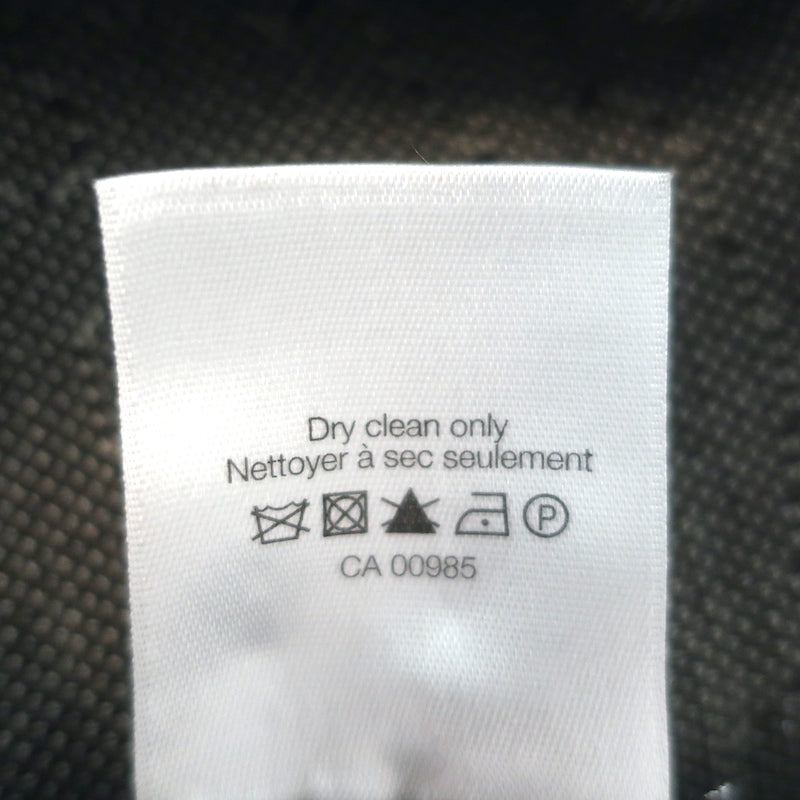 Dry clean only
Nettoyer à sec seulement
P
CA 00985